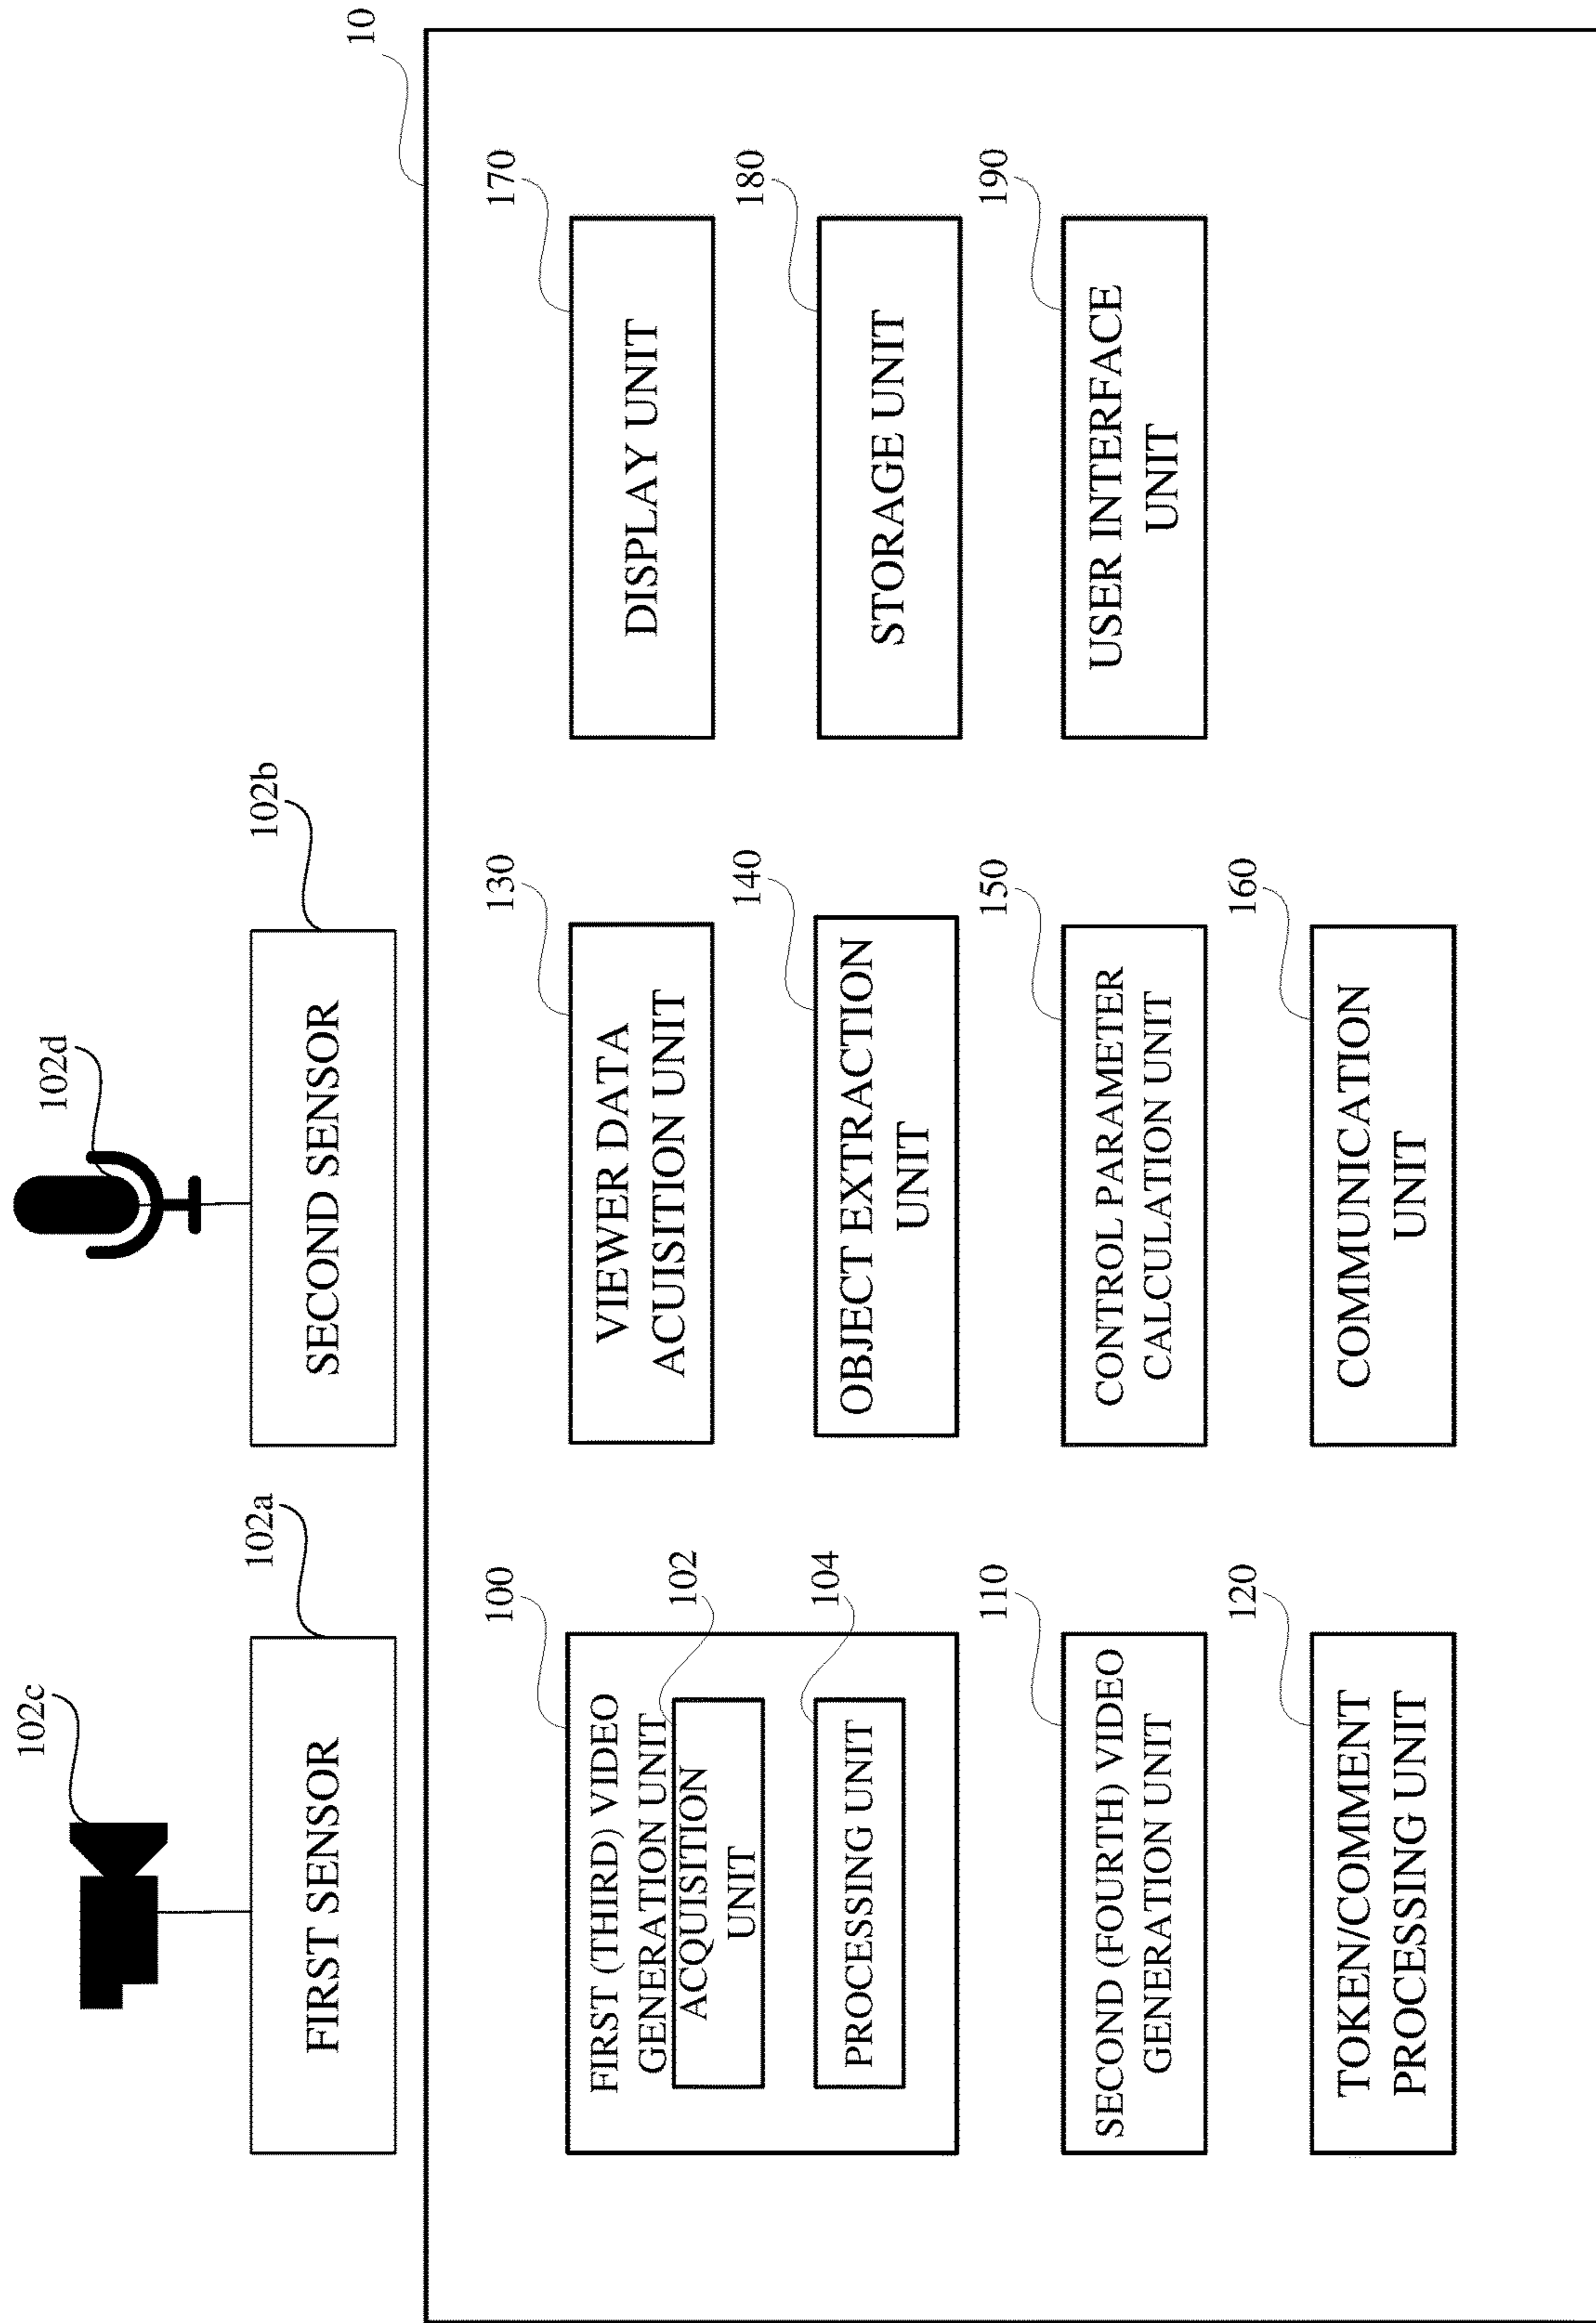 102c
102d
102a
FIRST SENSOR
102b
SECOND SENSOR
10
100
FIRST (THIRD) VIDEO
GENERATION UNIT
102
ACQUISITION
UNIT
104
PROCESSING UNIT
110
SECOND (FOURTH) VIDEO
GENERATION UNIT
120
TOKEN/COMMENT
PROCESSING UNIT
130
VIEWER DATA
ACUISITION UNIT
140
OBJECT EXTRACTION
UNIT
150
CONTROL PARAMETER
CALCULATION UNIT
160
COMMUNICATION
UNIT
170
DISPLAY UNIT
180
STORAGE UNIT
190
USER INTERFACE
UNIT